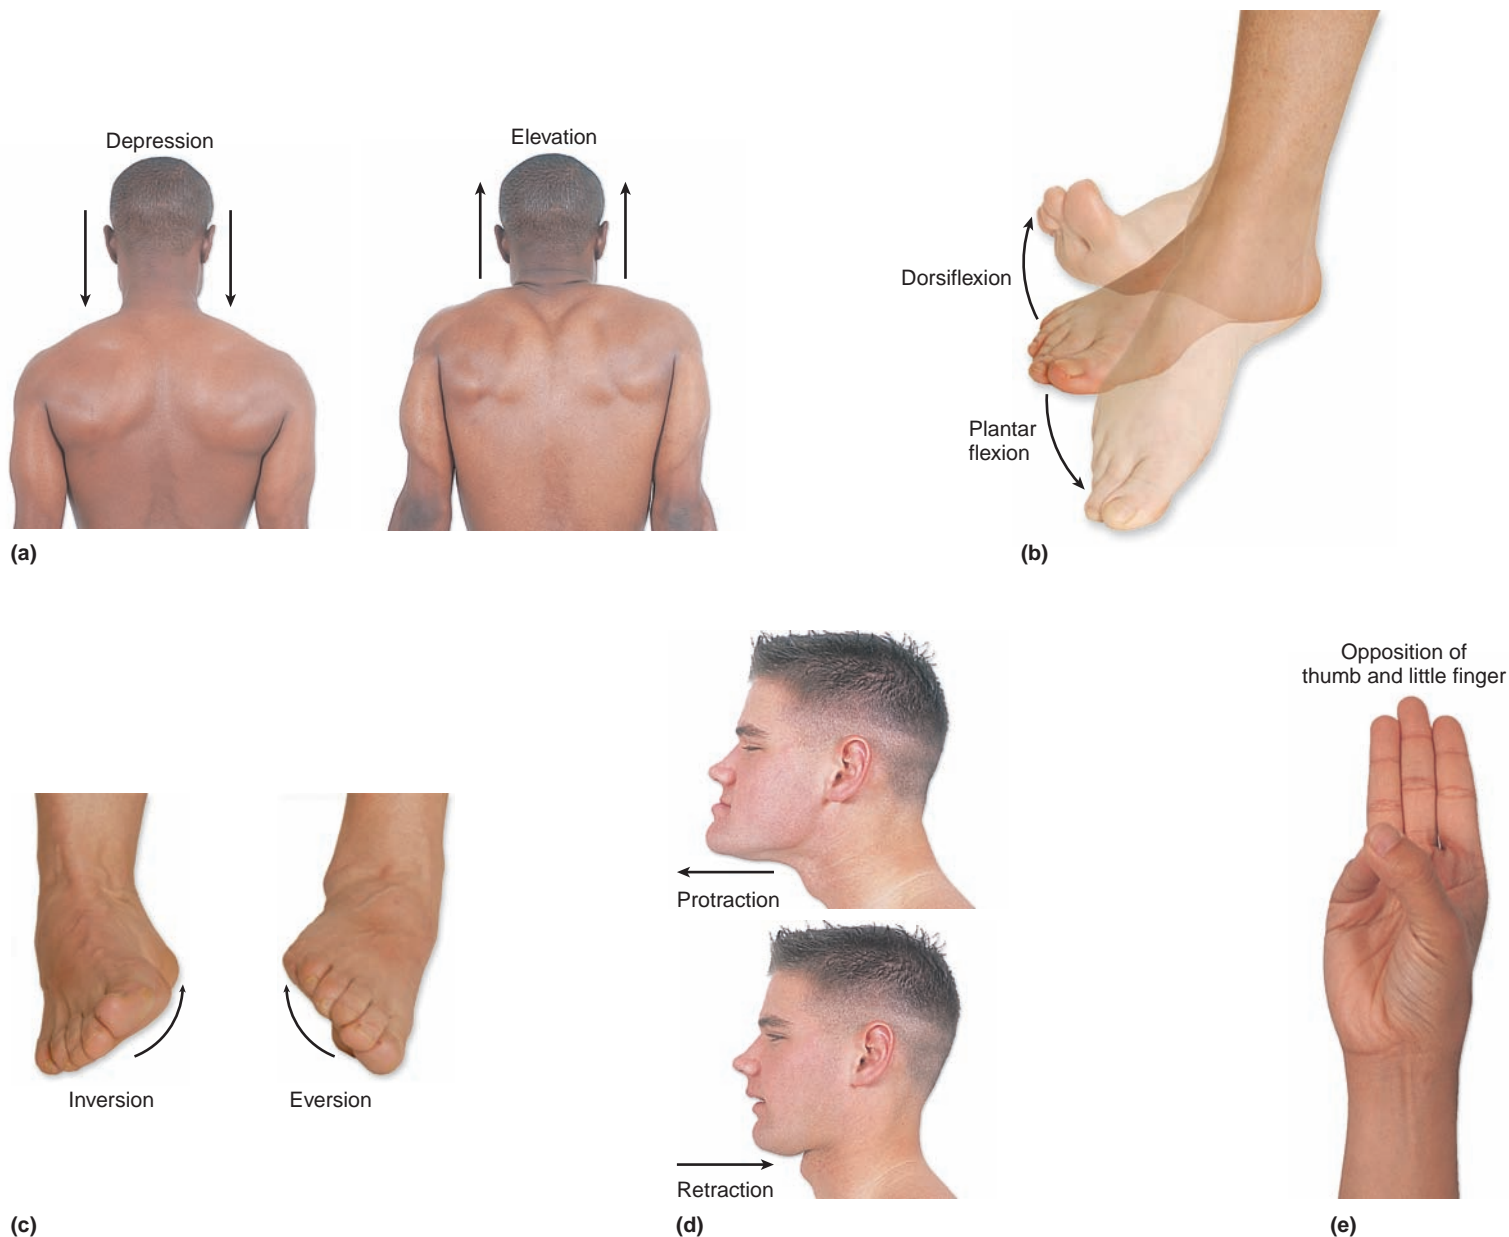 Depression
Elevation
Dorsiflexion
Plantar
flexion
(a)
(b)
Opposition of
thumb and little finger
Protraction
Inversion
Eversion
Retraction
(c)
(d)
(e)